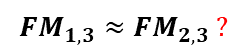 FM₁,₃ ≈ FM₂,₃ ?